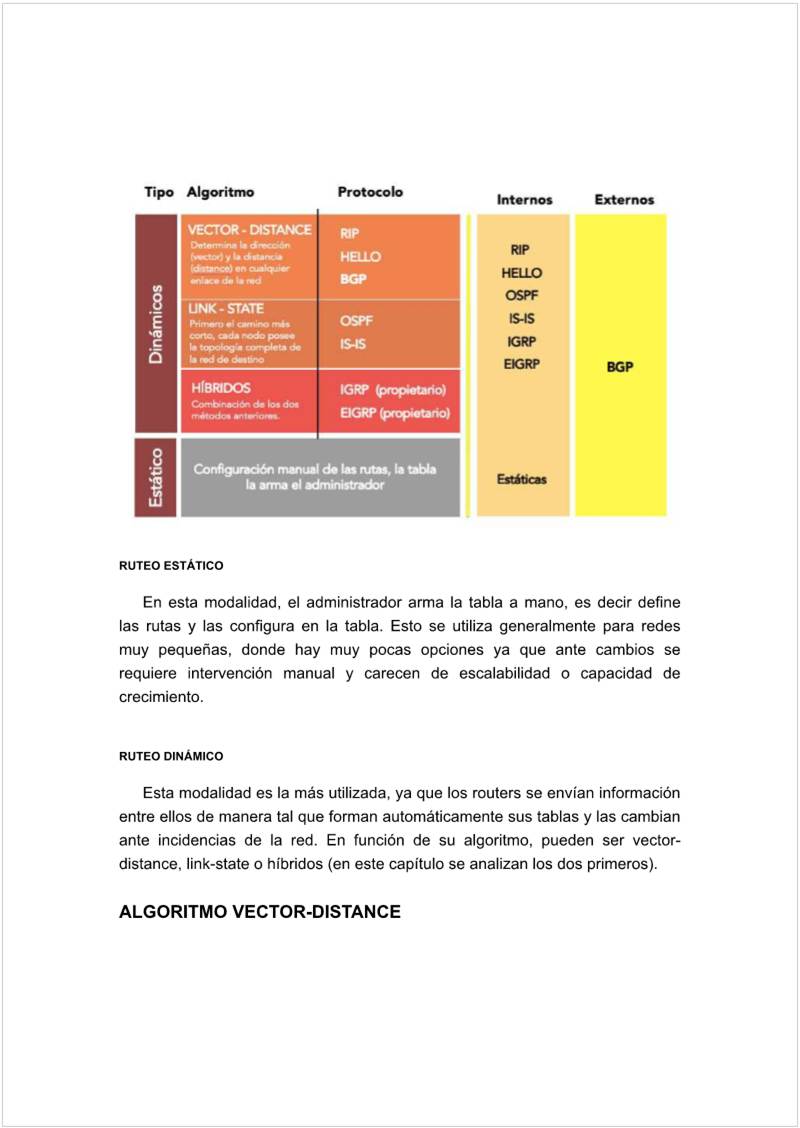 Tipo Algoritmo Protocolo Internos Externos
Dinámicos
VECTOR - DISTANCE
Determina la dirección
(vector) y la distancia
(distance) en cualquier
enlace de la red
RIP
HELLO
BGP
LINK - STATE
Primero el camino más
corto, cada nodo posee
la topología completa de
la red de destino
OSPF
IS-IS
HÍBRIDOS
Combinación de los dos
métodos anteriores.
IGRP (propietario)
EIGRP (propietario)
Estático
Configuración manual de las rutas, la tabla
la arma el administrador
RIP
HELLO
OSPF
IS-IS
IGRP
EIGRP
Estáticas
BGP
RUTEO ESTÁTICO
En esta modalidad, el administrador arma la tabla a mano, es decir define
las rutas y las configura en la tabla. Esto se utiliza generalmente para redes
muy pequeñas, donde hay muy pocas opciones ya que ante cambios se
requiere intervención manual y carecen de escalabilidad o capacidad de
crecimiento.
RUTEO DINÁMICO
Esta modalidad es la más utilizada, ya que los routers se envían información
entre ellos de manera tal que forman automáticamente sus tablas y las cambian
ante incidencias de la red. En función de su algoritmo, pueden ser vector-
distance, link-state o híbridos (en este capítulo se analizan los dos primeros).
ALGORITMO VECTOR-DISTANCE